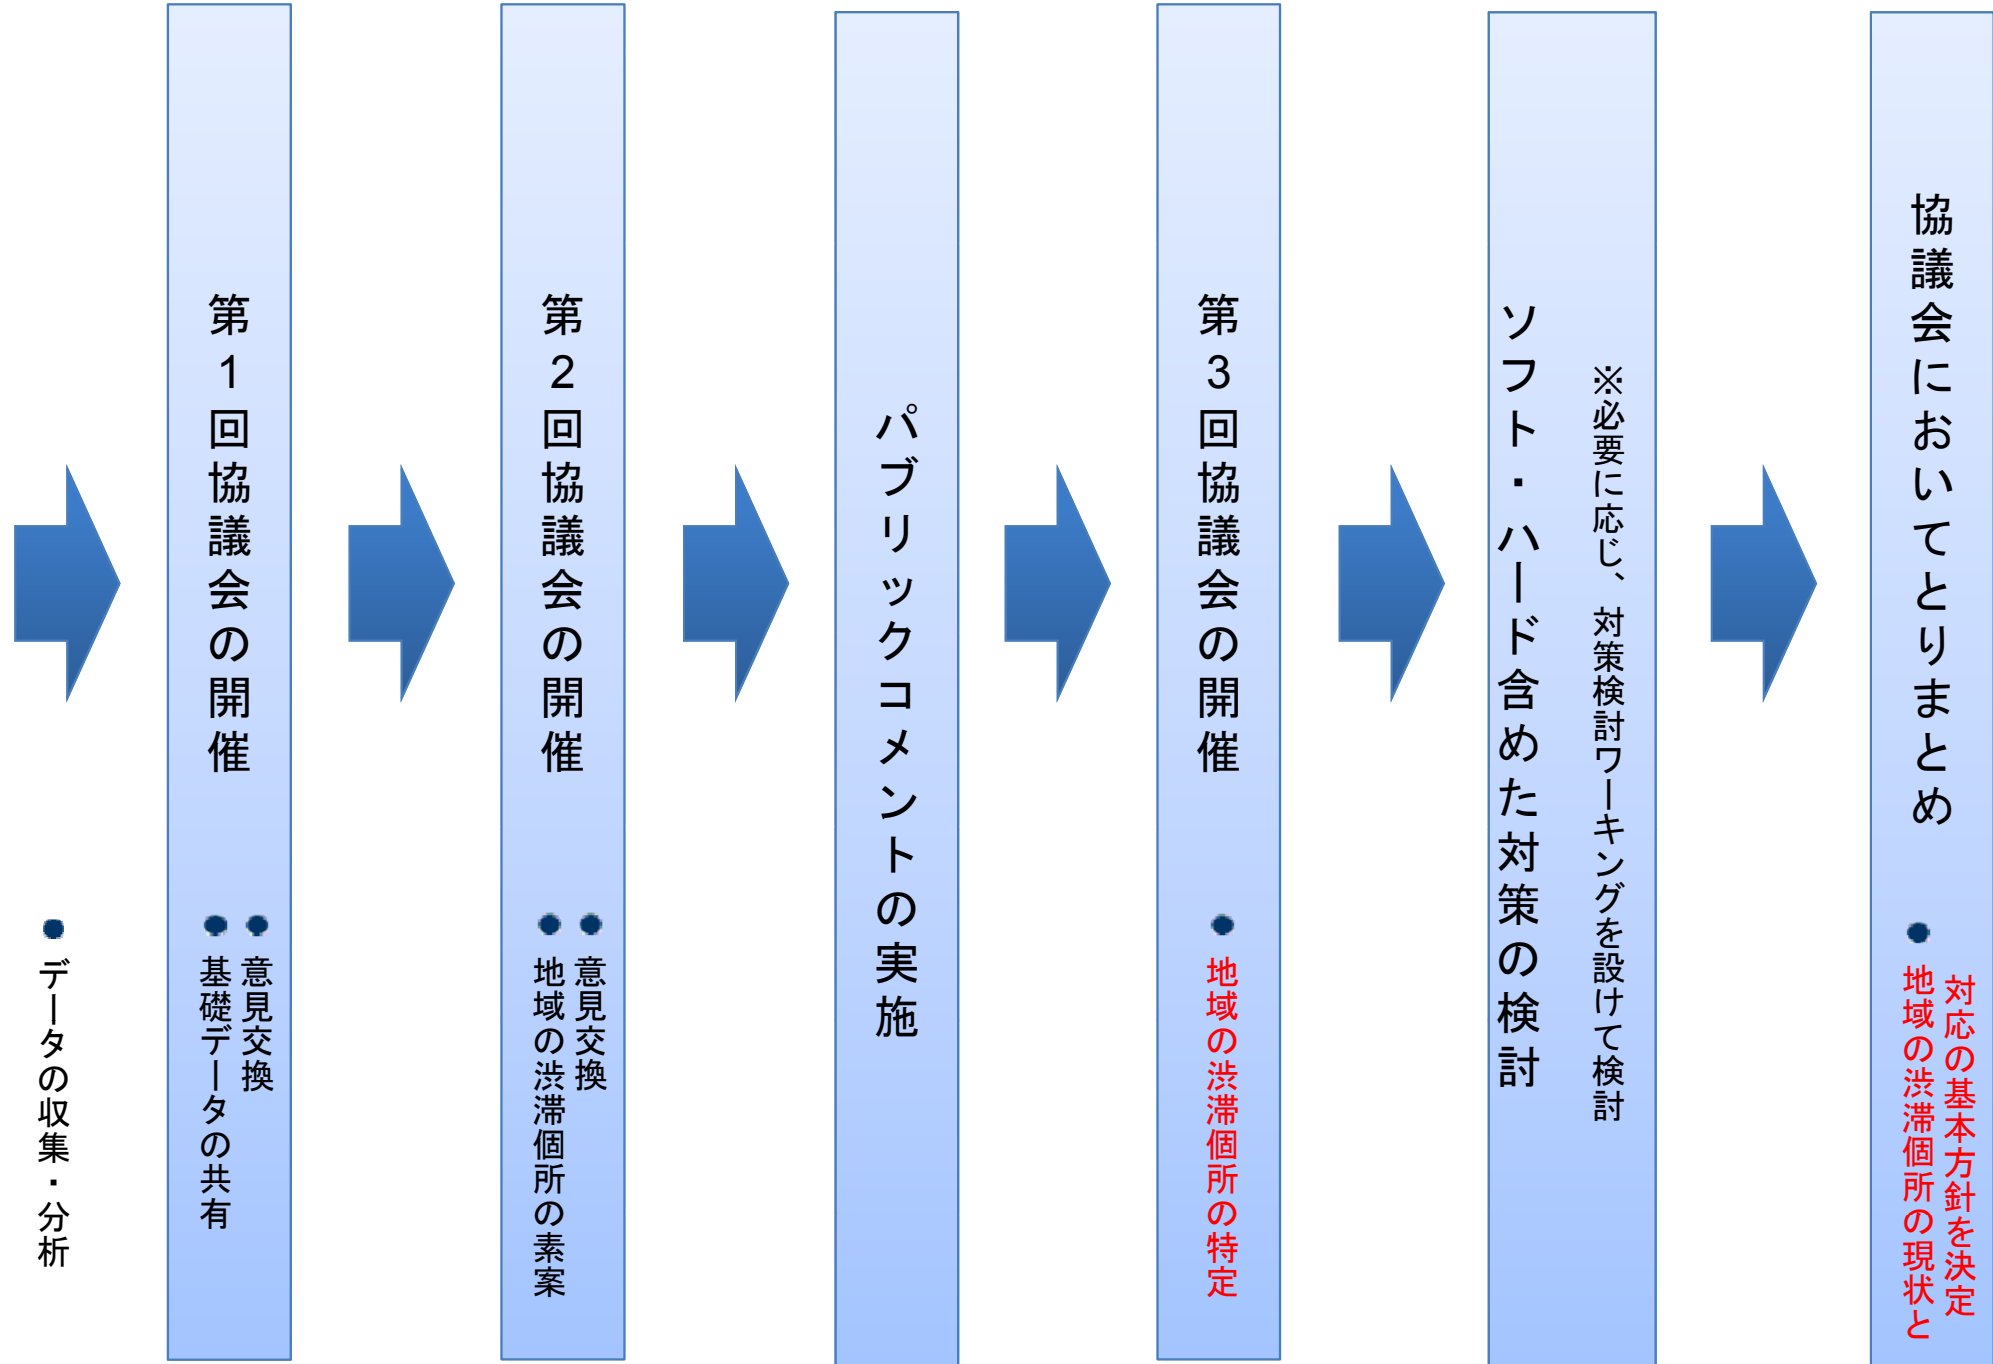 データの収集・分析
第1回協議会の開催
基礎データの共有
意見交換
第2回協議会の開催
地域の渋滞個所の素案
意見交換
パブリックコメントの実施
第3回協議会の開催
地域の渋滞個所の特定
ソフト・ハード含めた対策の検討
※必要に応じ、対策検討ワーキングを設けて検討
協議会においてとりまとめ
地域の渋滞個所の現状と
対応の基本方針を決定